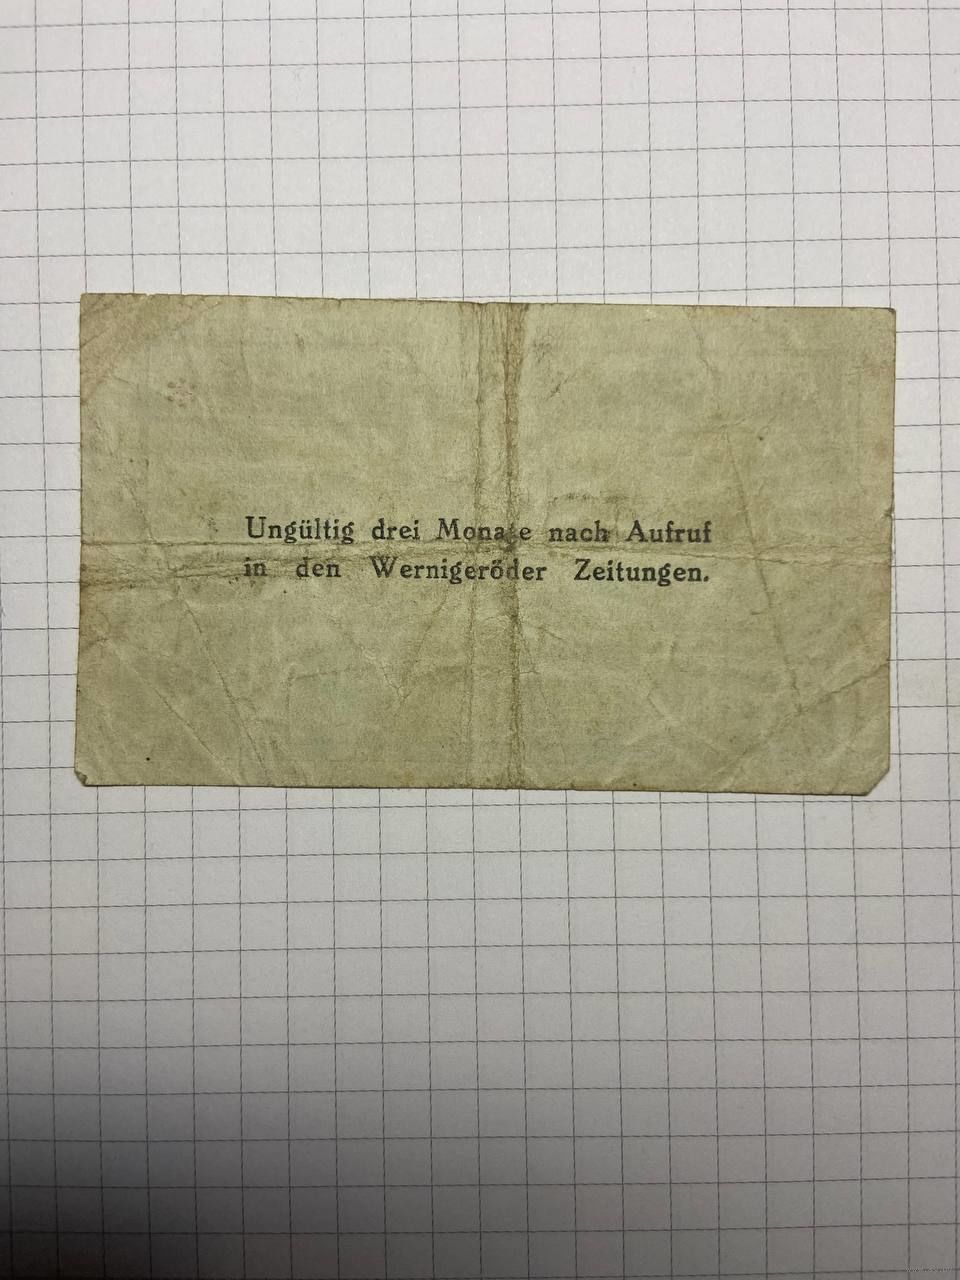 Ungültig drei Monate nach Aufruf
in den Wernigeröder Zeitungen.